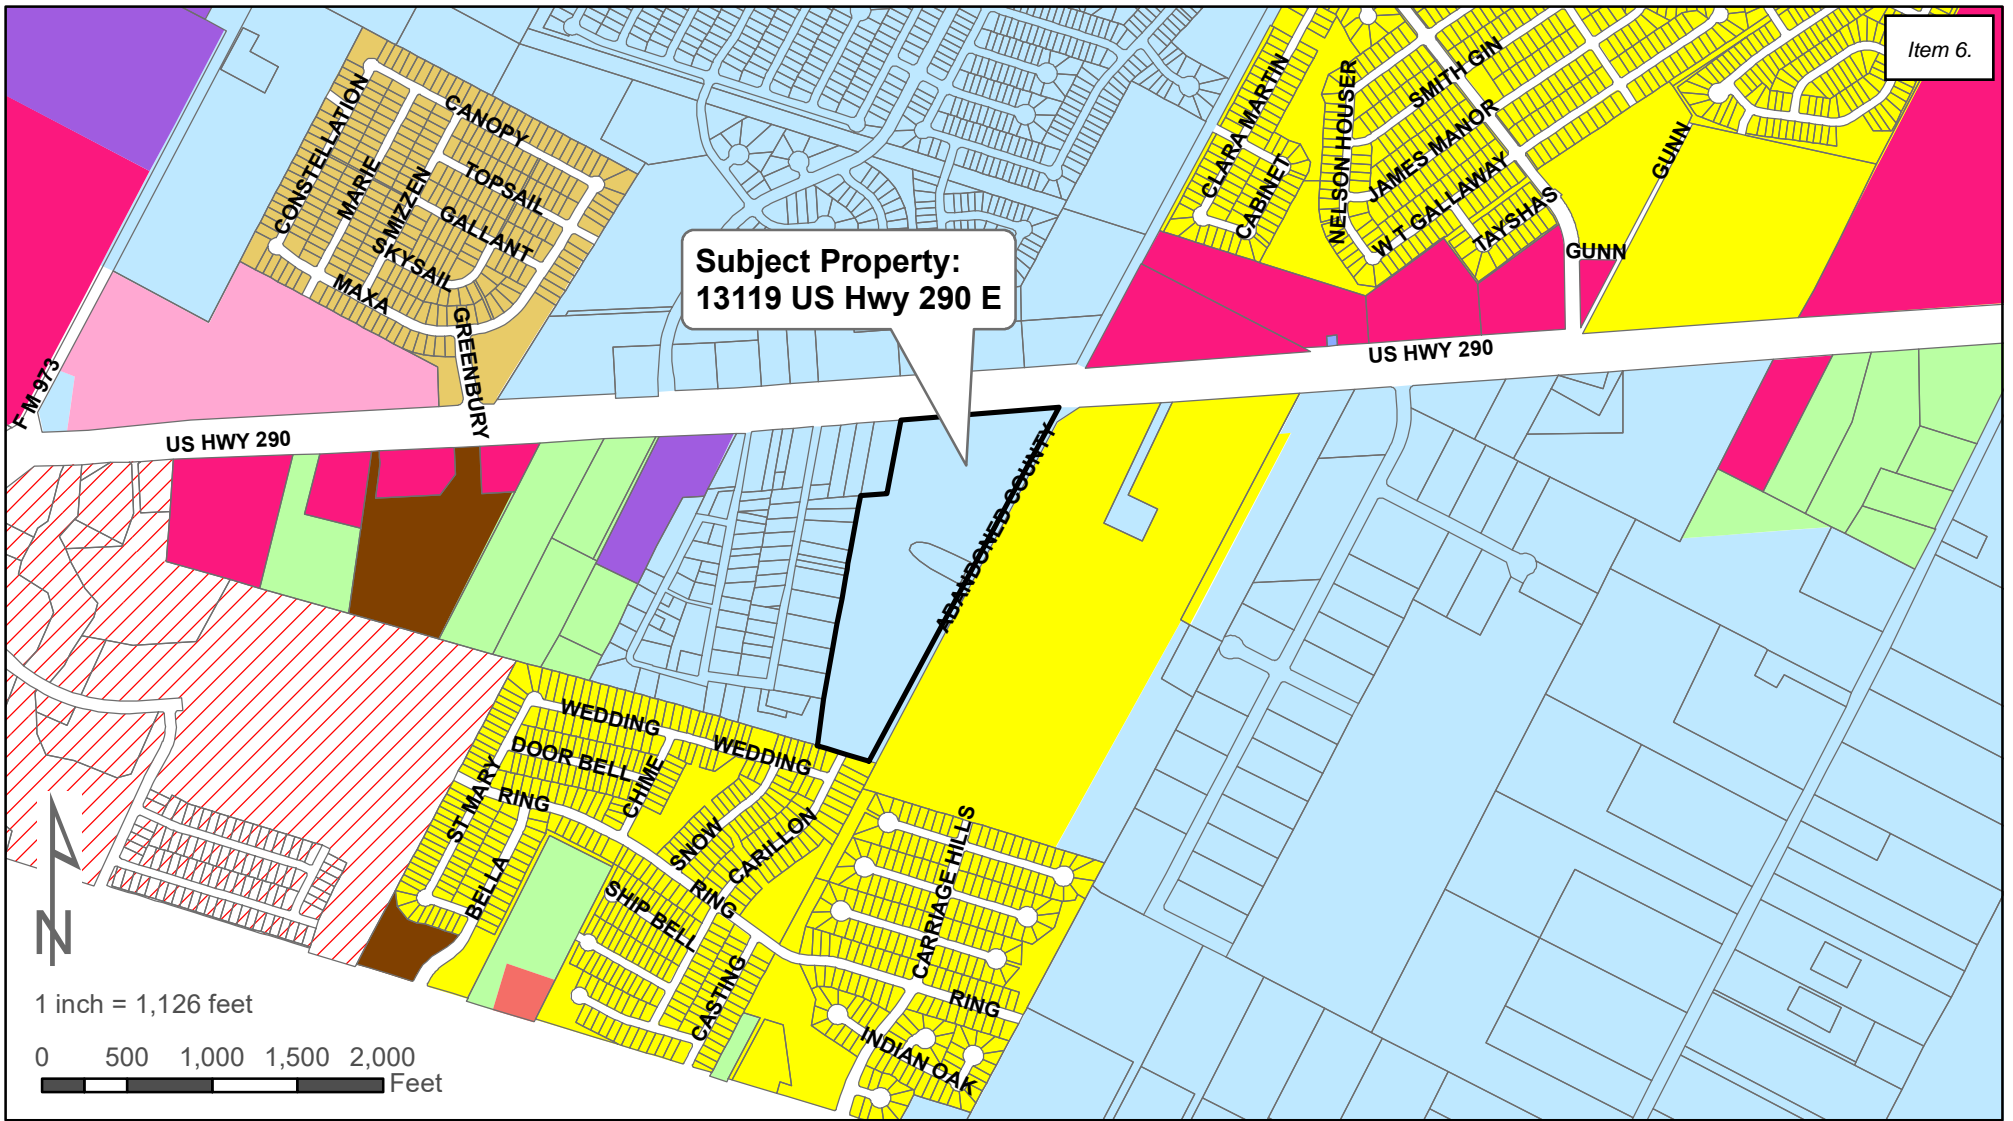 Item 6.
CONSTELLATION
CANOPY
MARIE
MIZZEN
TOPSAIL
GALLANT
SKYSAIL
MAXA
GREENBURY
F M 973
US HWY 290
Subject Property:
13119 US Hwy 290 E
CLARA MARTIN
CABINET
NELSON HOUSER
SMITH GIN
JAMES MANOR
W T GALLAWAY
TAYSHAS
GUNN
GUNN
US HWY 290
ABANDONED COUNTY
WEDDING
WEDDING
DOOR BELL
CHIME
ST MARY
RING
SNOW
CARILLON
BELLA
SHIP BELL
RING
CASTING
CARRIAGE HILLS
RING
INDIAN OAK
N
1 inch = 1,126 feet
0 500 1,000 1,500 2,000
Feet